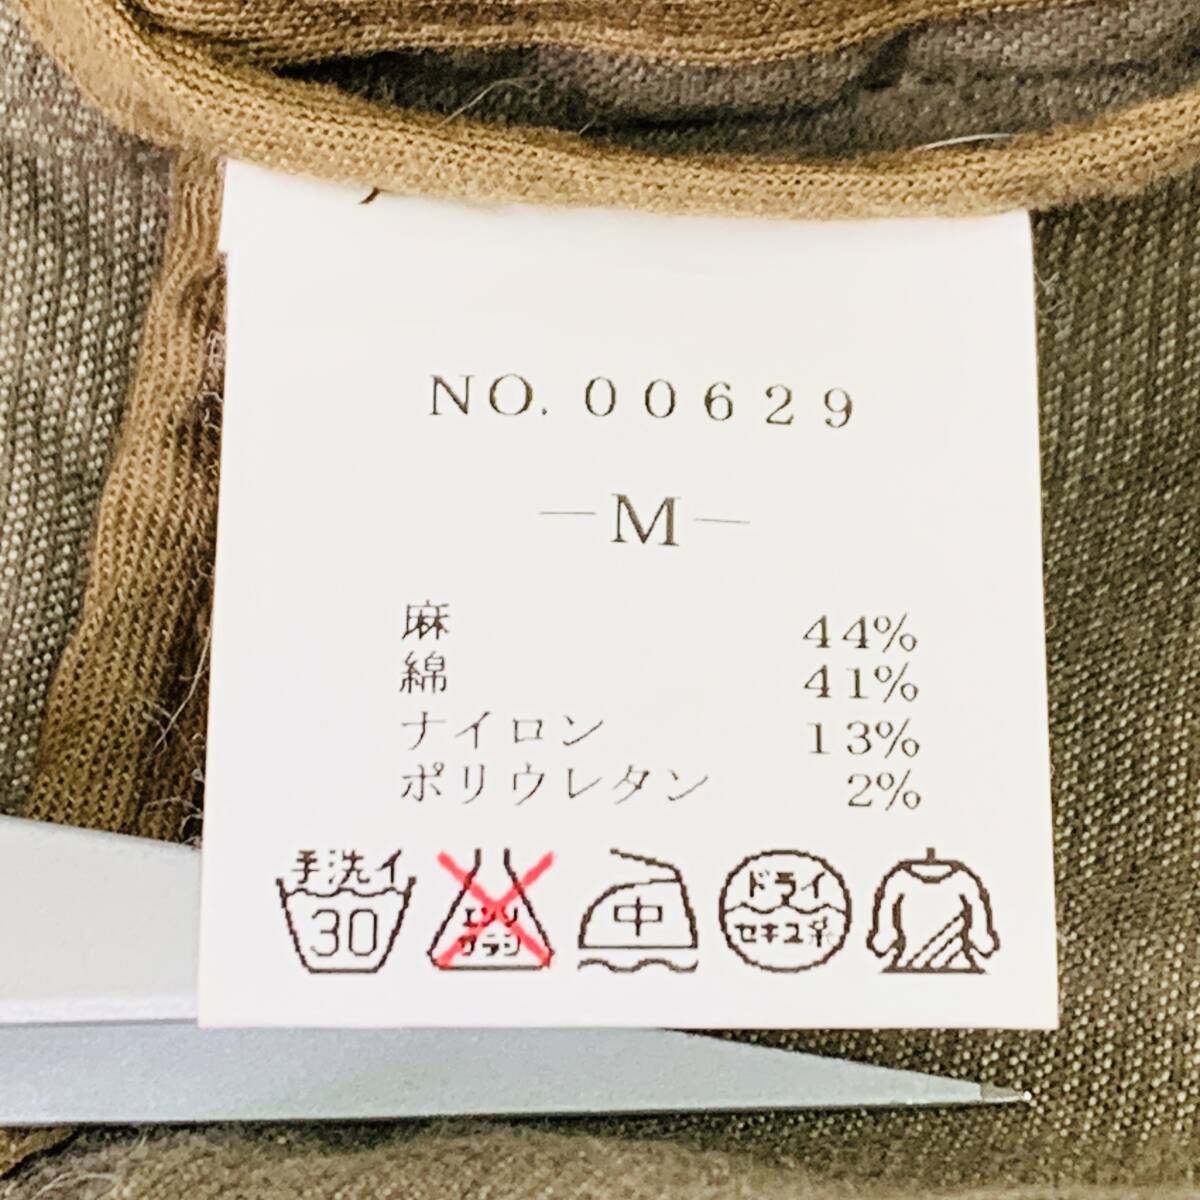 NO. 00629
－M－
麻 44%
綿 41%
ナイロン 13%
ポリウレタン 2%
手洗イ 30
エンソ サラシ
中
ドライ セキユ系